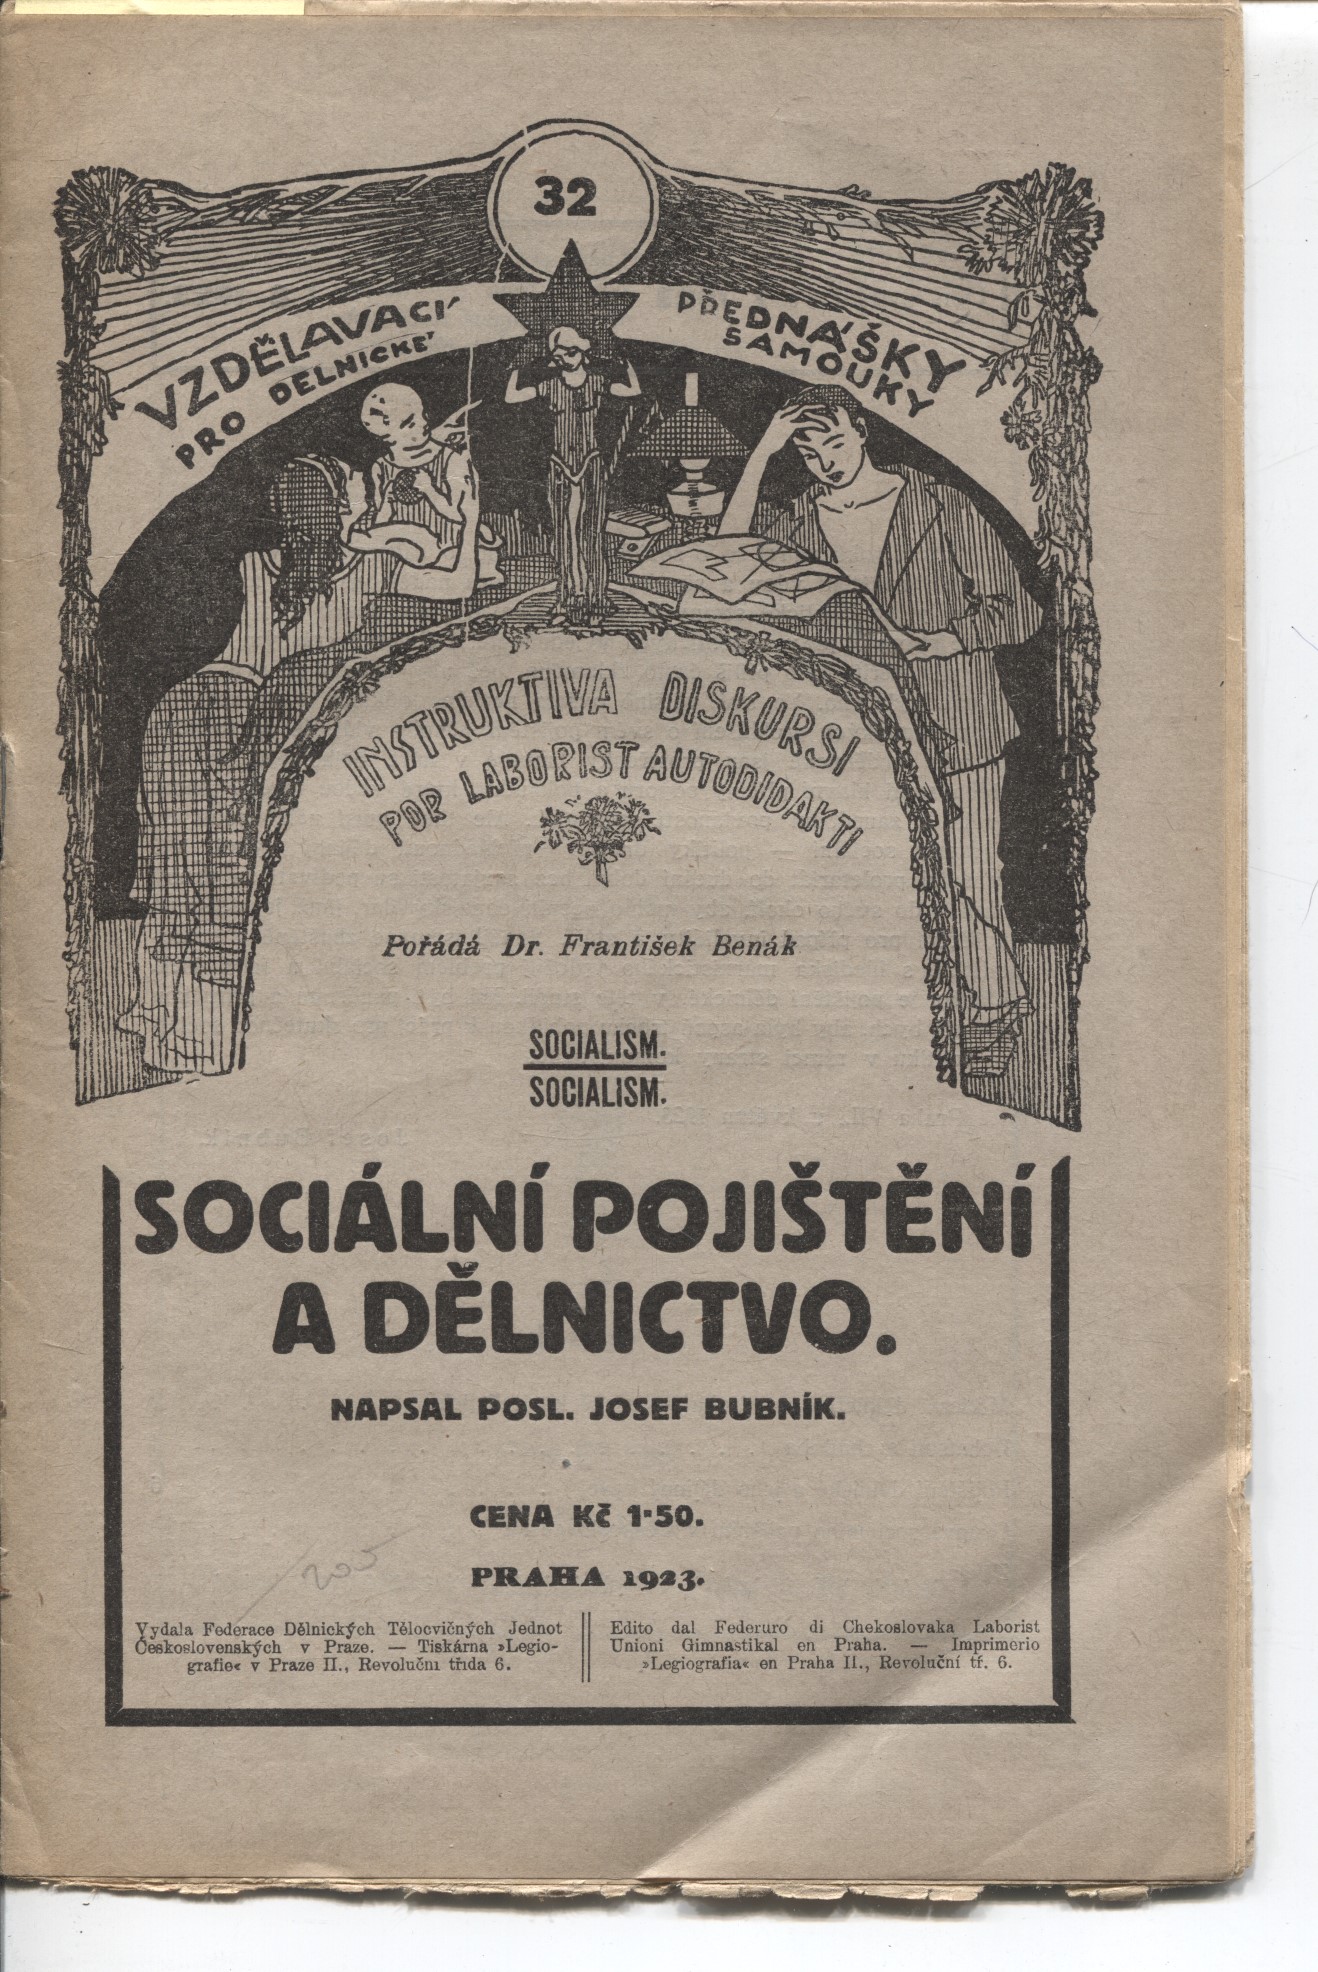 32
VZDĚLAVACÍ PŘEDNÁŠKY
PRO DELNICKÉ SAMOUKY
INSTRUKTIVA DISKURSI
POR LABORIST AUTODIDAKTI
Pořádá Dr. František Benák
SOCIALISM.
SOCIALISM.
SOCIÁLNÍ POJIŠTĚNÍ
A DĚLNICTVO.
NAPSAL POSL. JOSEF BUBNÍK.
CENA Kč 1·50.
PRAHA 1923.
Vydala Federace Dělnických Tělocvičných Jednot
Československých v Praze. — Tiskárna »Legio-
grafie« v Praze II., Revoluční třída 6.
Edito dal Federuro di Chekoslovaka Laborist
Unioni Gimnastikal en Praha. — Imprimerio
»Legiografia« en Praha II., Revoluční tř. 6.